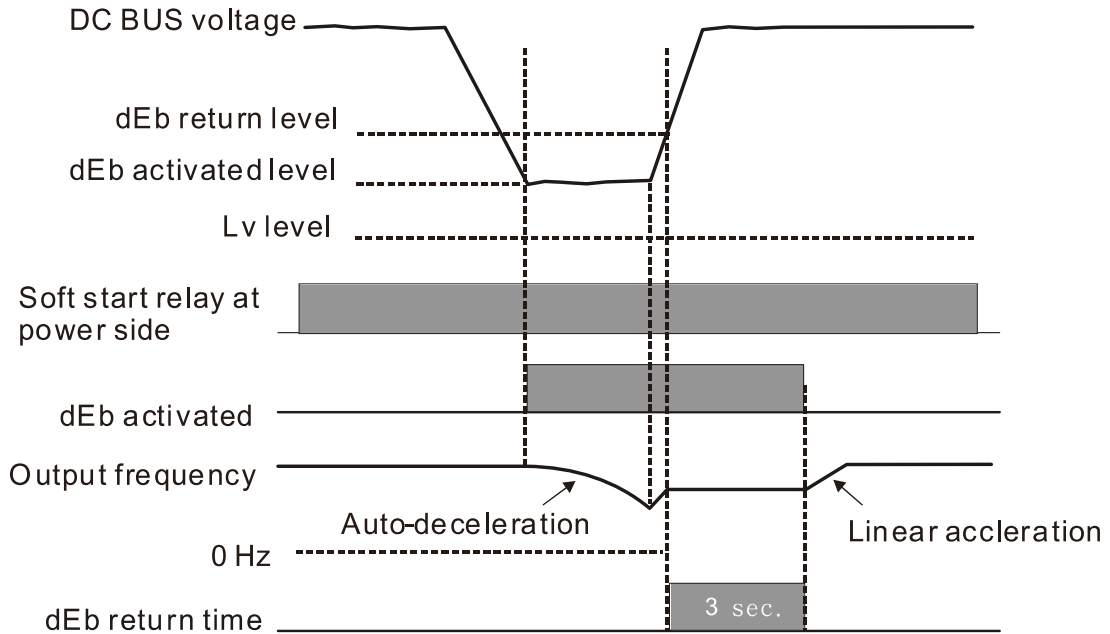 DC BUS voltage
dEb return level
dEb activated level
Lv level
Soft start relay at
power side
dEb activated
Output frequency
Auto-deceleration
Linear accleration
0 Hz
3 sec.
dEb return time